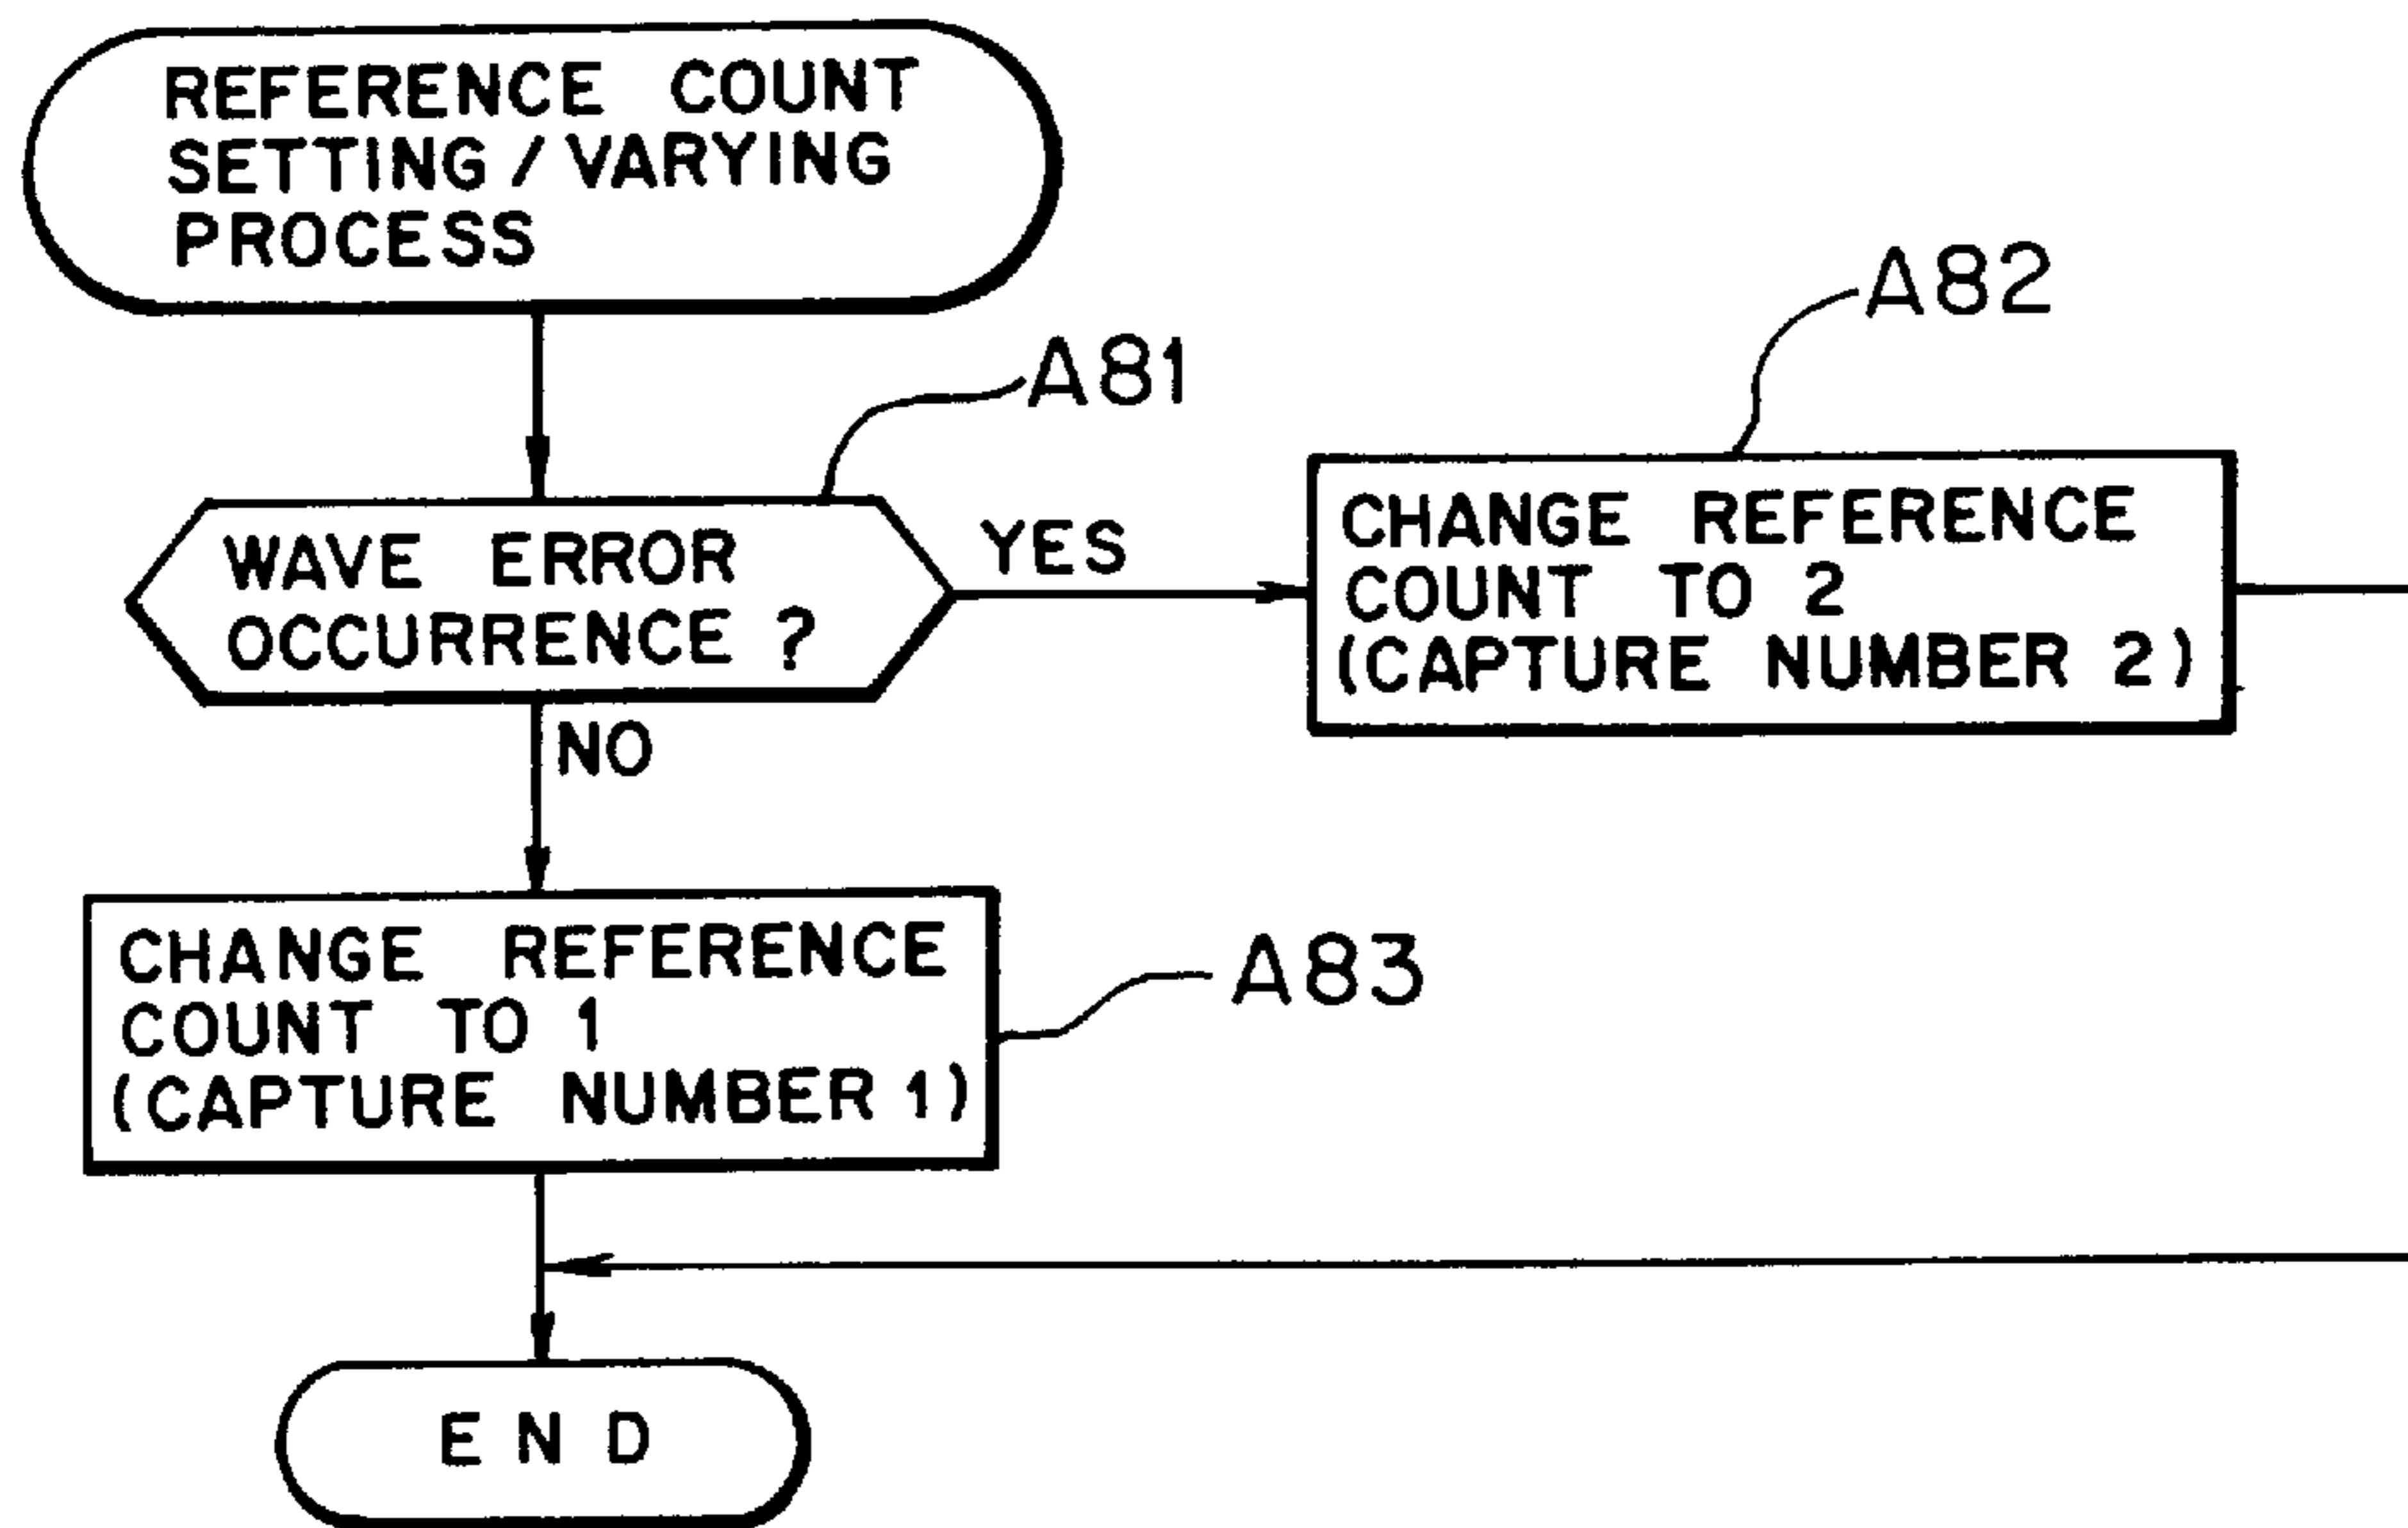 REFERENCE COUNT
SETTING/VARYING
PROCESS
A81
A82
WAVE ERROR
OCCURRENCE ?
YES
CHANGE REFERENCE
COUNT TO 2
(CAPTURE NUMBER 2)
NO
CHANGE REFERENCE
COUNT TO 1
(CAPTURE NUMBER 1)
A83
END